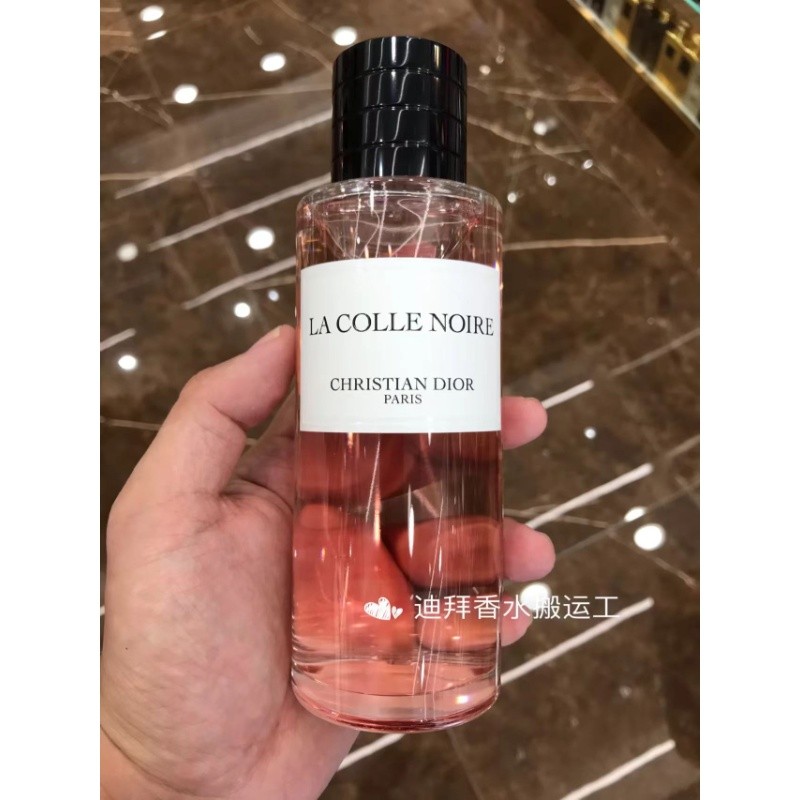 LA COLLE NOIRE
CHRISTIAN DIOR
PARIS
迪拜香水搬运工